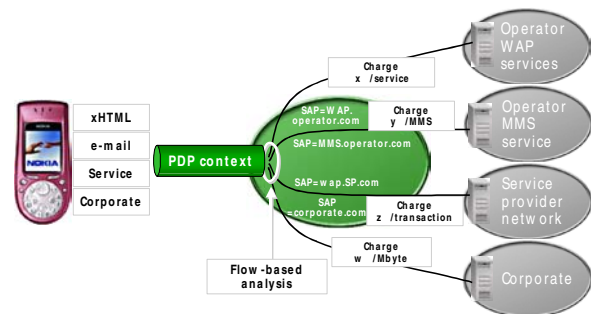 xHTML
e-mail
Service
Corporate
NOKIA
PDP context
Flow-based
analysis
SAP=WAP.
operator.com
SAP=MMS.operator.com
SAP=wap.SP.com
SAP
=corporate.com
Charge
x /service
Charge
y /MMS
Charge
z /transaction
Charge
w /Mbyte
Operator
WAP
services
Operator
MMS
service
Service
provider
network
Corporate